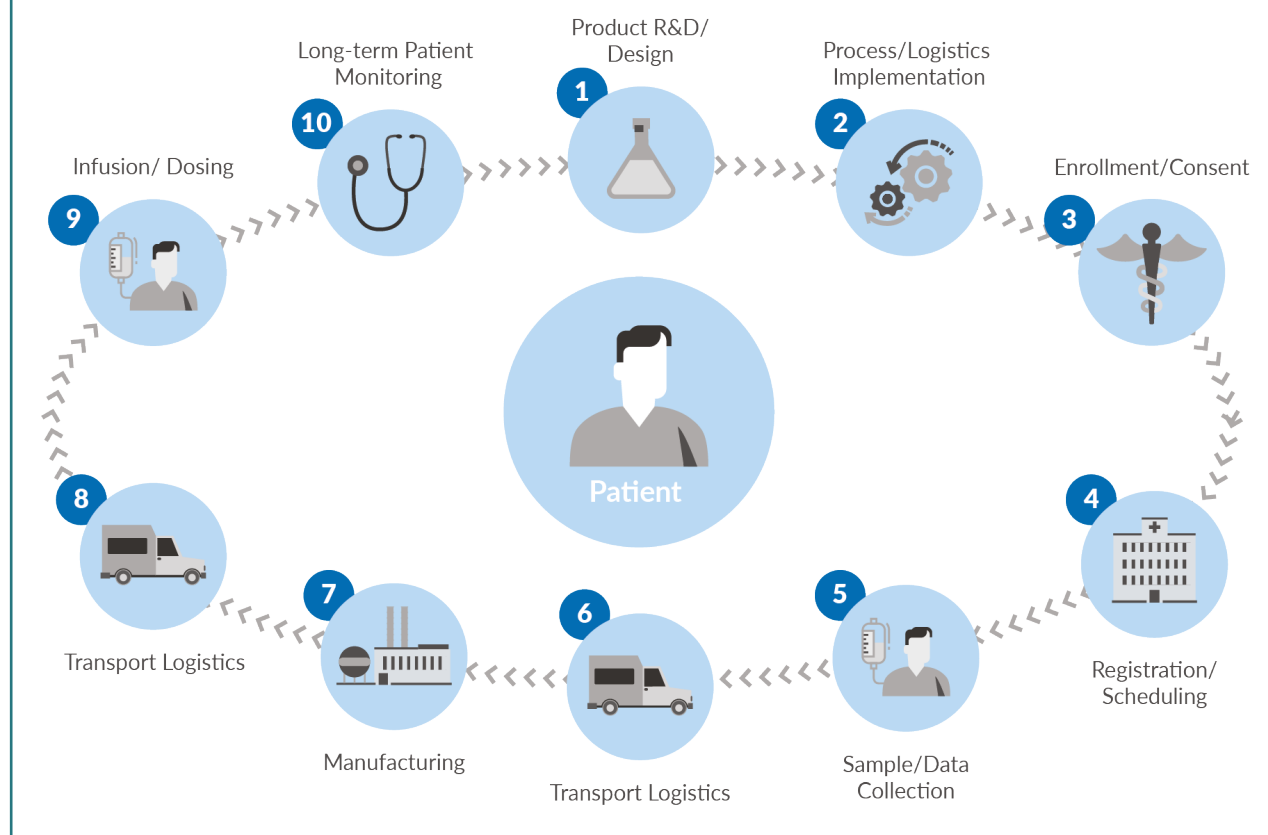 1
Product R&D/
Design
2
Process/Logistics
Implementation
3
Enrollment/Consent
4
Registration/
Scheduling
5
Sample/Data
Collection
6
Transport Logistics
7
Manufacturing
8
Transport Logistics
9
Infusion/ Dosing
10
Long-term Patient
Monitoring
Patient